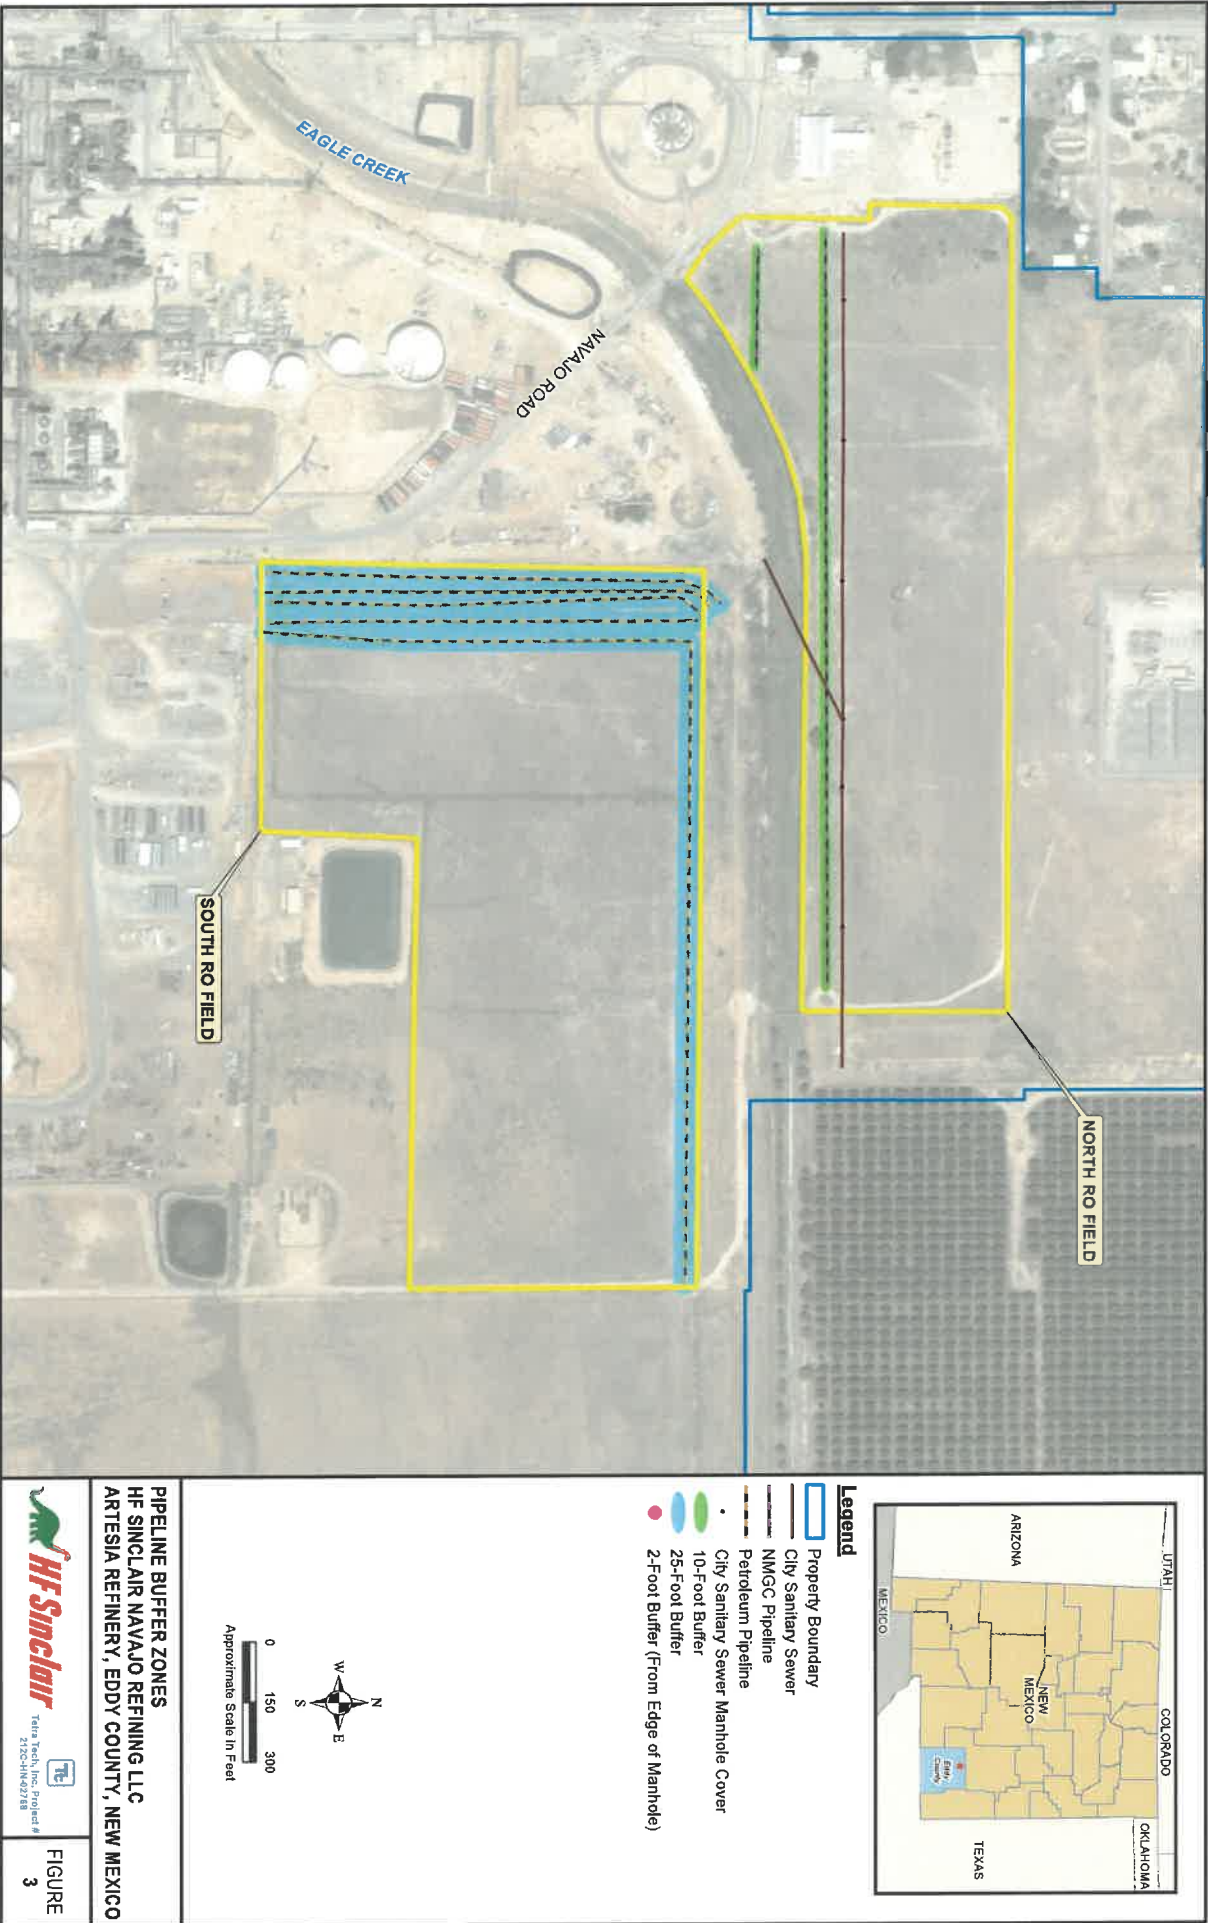 EAGLE CREEK
NAVAJO ROAD
NORTH RO FIELD
SOUTH RO FIELD
UTAH
COLORADO
OKLAHOMA
ARIZONA
NEW
MEXICO
Eddy
County
TEXAS
MEXICO
Legend
Property Boundary
City Sanitary Sewer
NMGC Pipeline
Petroleum Pipeline
City Sanitary Sewer Manhole Cover
10-Foot Buffer
25-Foot Buffer
2-Foot Buffer (From Edge of Manhole)
N
W
E
S
0 150 300
Approximate Scale in Feet
PIPELINE BUFFER ZONES
HF SINCLAIR NAVAJO REFINING LLC
ARTESIA REFINERY, EDDY COUNTY, NEW MEXICO
HF Sinclair
Tt
Tetra Tech, Inc. Project #
212C-HN-02768
FIGURE
3